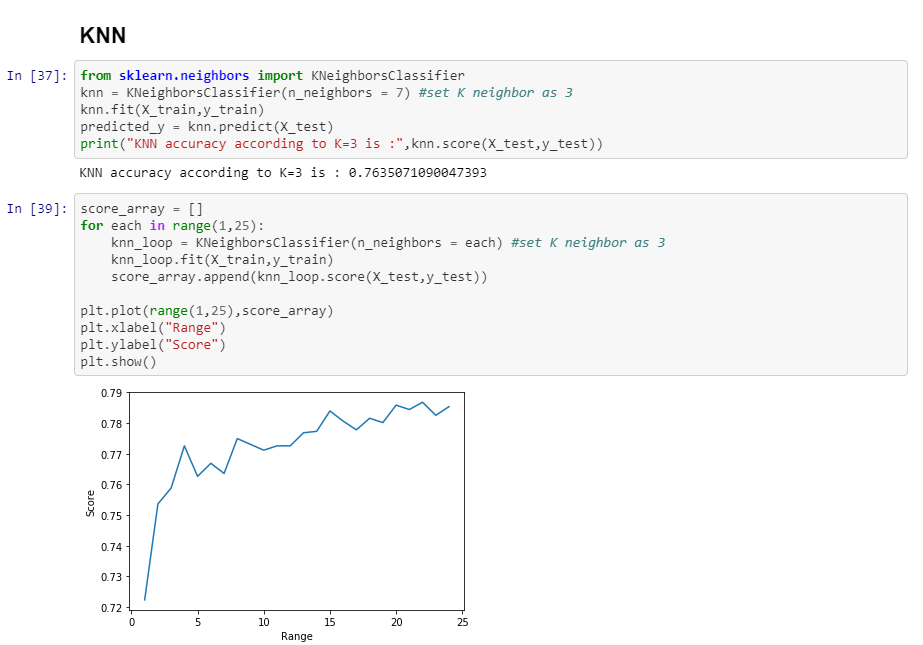 KNN
In [37]:
from sklearn.neighbors import KNeighborsClassifier
knn = KNeighborsClassifier(n_neighbors = 7) #set K neighbor as 3
knn.fit(X_train,y_train)
predicted_y = knn.predict(X_test)
print("KNN accuracy according to K=3 is :",knn.score(X_test,y_test))
KNN accuracy according to K=3 is : 0.7635071090047393
In [39]:
score_array = []
for each in range(1,25):
    knn_loop = KNeighborsClassifier(n_neighbors = each) #set K neighbor as 3
    knn_loop.fit(X_train,y_train)
    score_array.append(knn_loop.score(X_test,y_test))
plt.plot(range(1,25),score_array)
plt.xlabel("Range")
plt.ylabel("Score")
plt.show()
0.79
0.78
0.77
0.76
0.75
0.74
0.73
0.72
Score
0 5 10 15 20 25
Range